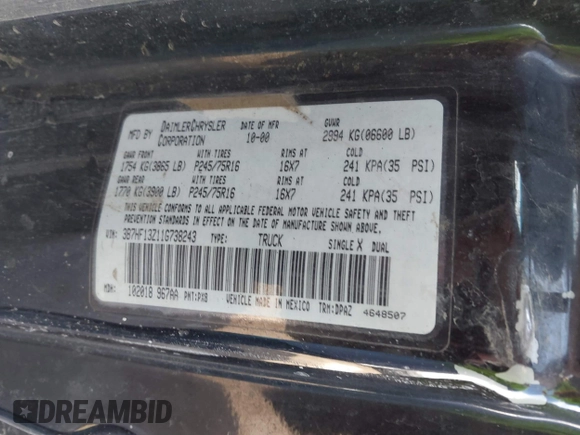 MFD BY DAIMLERCHRYSLER CORPORATION DATE OF MFR 10-00 GVWR 2994 KG(06600 LB)
GAWR FRONT WITH TIRES RIMS AT COLD
1754 KG(3865 LB) P245/75R16 16X7 241 KPA(35 PSI)
GAWR REAR WITH TIRES RIMS AT COLD
1770 KG(3900 LB) P245/75R16 16X7 241 KPA(35 PSI)
THIS VEHICLE CONFORMS TO ALL APPLICABLE FEDERAL MOTOR VEHICLE SAFETY AND THEFT
PREVENTION STANDARDS IN EFFECT ON THE DATE OF MANUFACTURE SHOWN ABOVE.
VIN: 3B7HF13Z11G738243 TYPE: TRUCK SINGLE X DUAL
MDH: 102018 967AA PNT:PXB VEHICLE MADE IN MEXICO TRM:DPAZ 4648507
DREAMBID